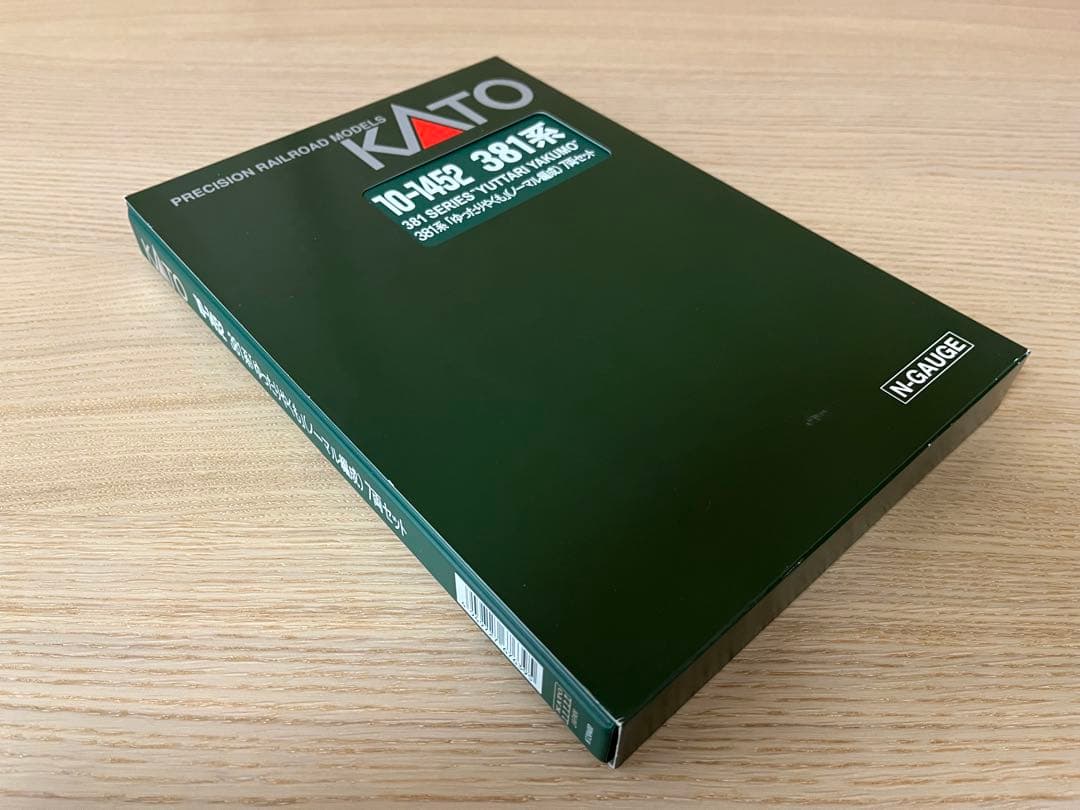 PRECISION RAILROAD MODELS
KATO
10-1452 381系
381 SERIES "YUTTARI YAKUMO"
381系「ゆったりやくも」(ノーマル編成) 7両セット
N-GAUGE
KATO 10-1452 381系「ゆったりやくも」(ノーマル編成) 7両セット